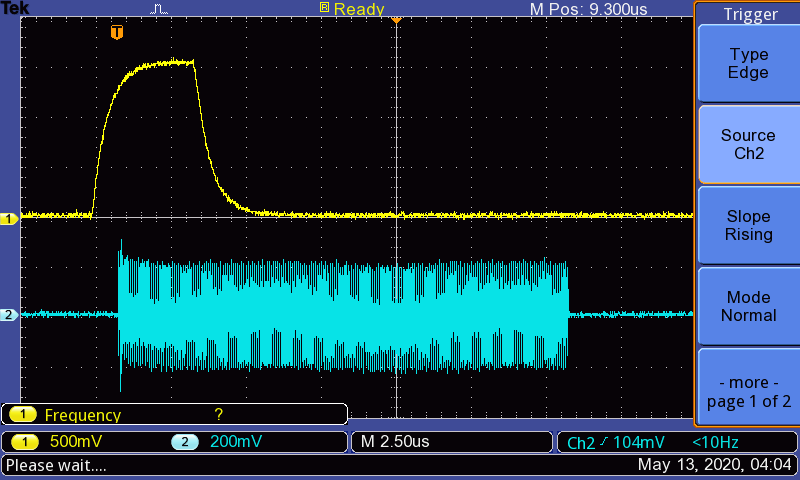 Tek
R Ready
M Pos: 9.300us
Trigger
T
Type
Edge
Source
Ch2
Slope
Rising
Mode
Normal
- more -
page 1 of 2
1
2
1 Frequency ?
1 500mV 2 200mV
M 2.50us
Ch2 104mV <10Hz
Please wait....
May 13, 2020, 04:04